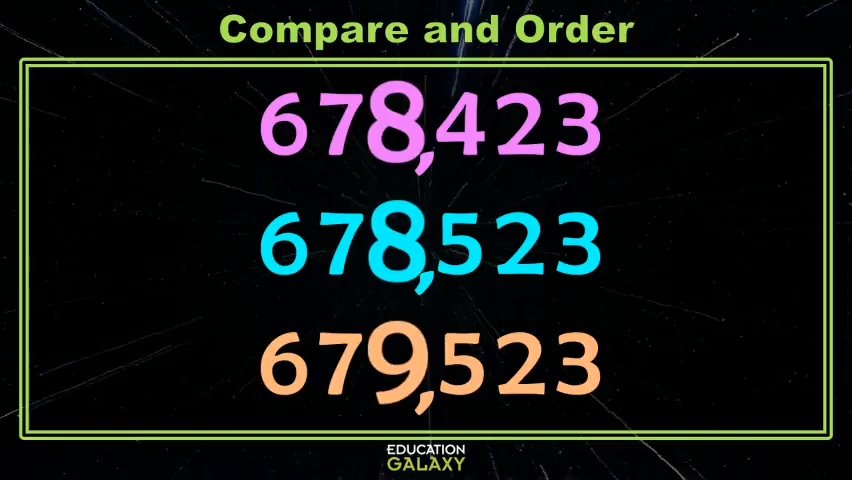 Compare and Order
678,423
678,523
679,523
EDUCATION
GALAXY